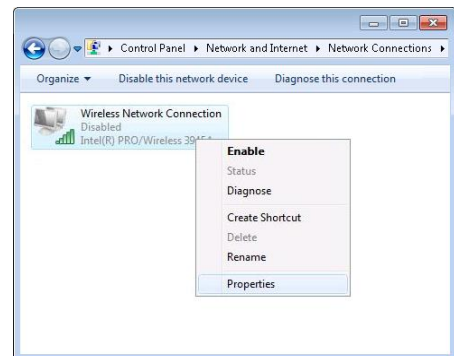 Control Panel ▸ Network and Internet ▸ Network Connections ▸
Organize ▾ Disable this network device Diagnose this connection
Wireless Network Connection
Disabled
Intel(R) PRO/Wireless
Enable
Status
Diagnose
Create Shortcut
Delete
Rename
Properties